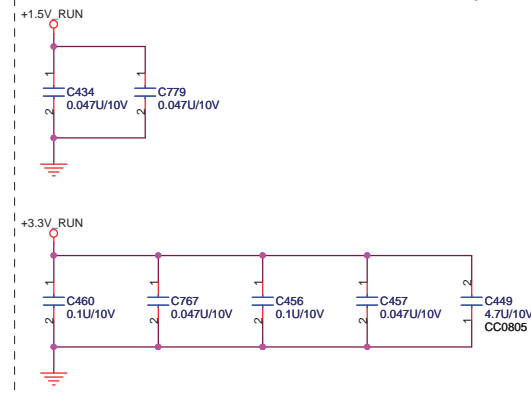 +1.5V_RUN
1 1
C434 C779
0.047U/10V 0.047U/10V
2 2
+3.3V_RUN
1 1 1 1 2
C460 C767 C456 C457 C449
0.1U/10V 0.047U/10V 0.1U/10V 0.047U/10V 4.7U/10V
2 2 2 2 1 CC0805